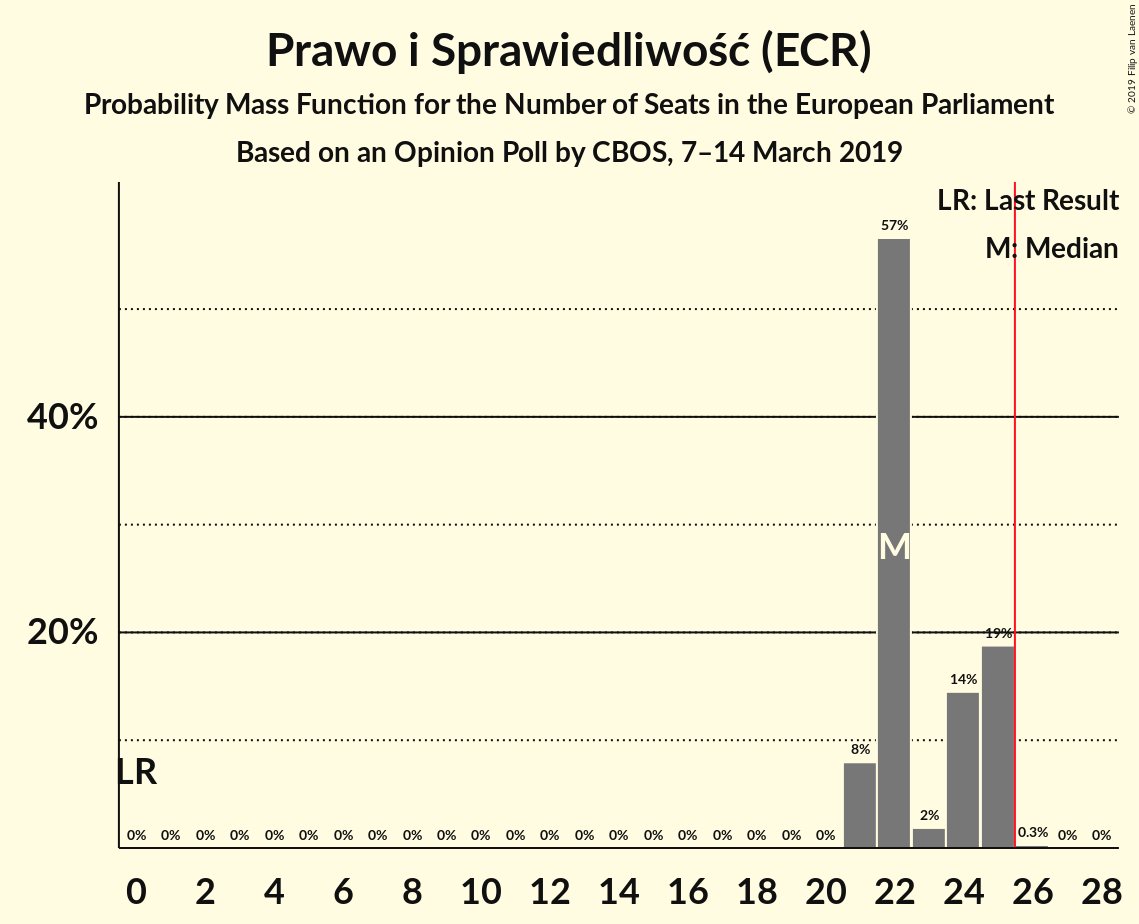 Prawo i Sprawiedliwość (ECR)
Probability Mass Function for the Number of Seats in the European Parliament
Based on an Opinion Poll by CBOS, 7–14 March 2019
© 2019 Filip van Laenen
LR: Last Result
M: Median
57%
40%
M
20%
19%
14%
8%
LR
2%
0% 0% 0% 0% 0% 0% 0% 0% 0% 0% 0% 0% 0% 0% 0% 0% 0% 0% 0% 0% 0% 0.3% 0% 0%
0 2 4 6 8 10 12 14 16 18 20 22 24 26 28